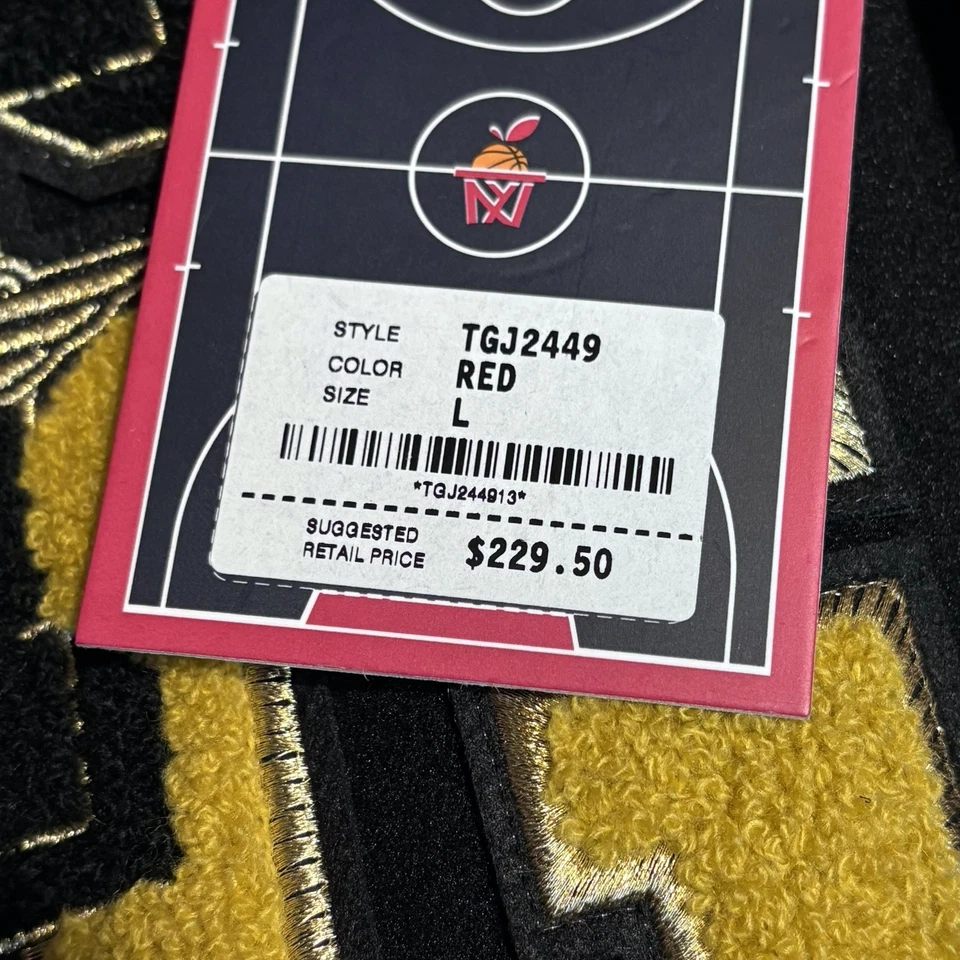 STYLE TGJ2449
COLOR RED
SIZE L
*TGJ244913*
SUGGESTED
RETAIL PRICE $229.50